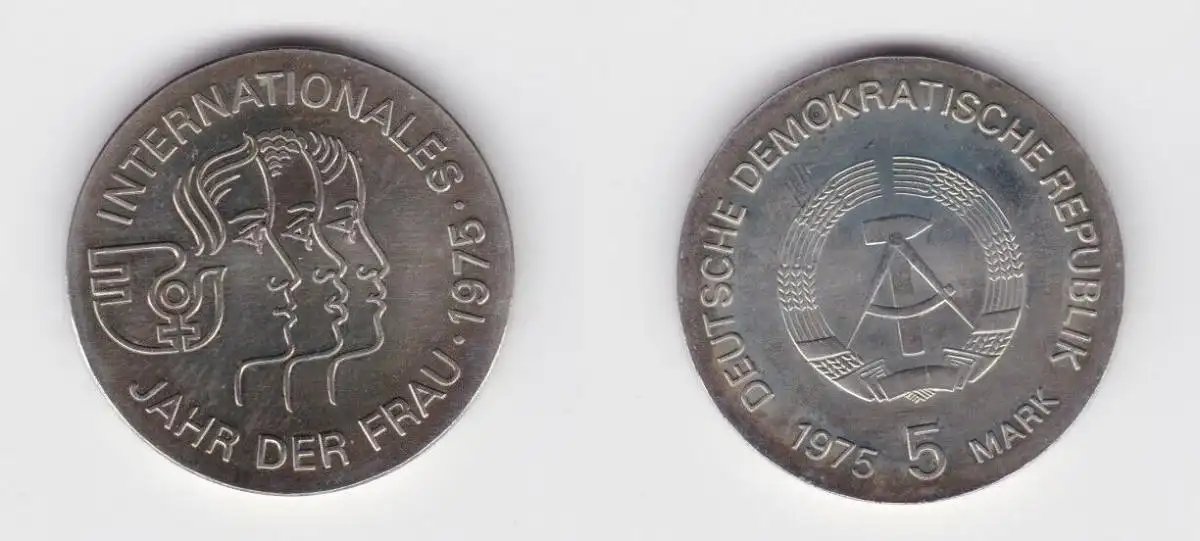 INTERNATIONALES · 1975 ·
JAHR DER FRAU
DEUTSCHE DEMOKRATISCHE REPUBLIK
1975 5 MARK